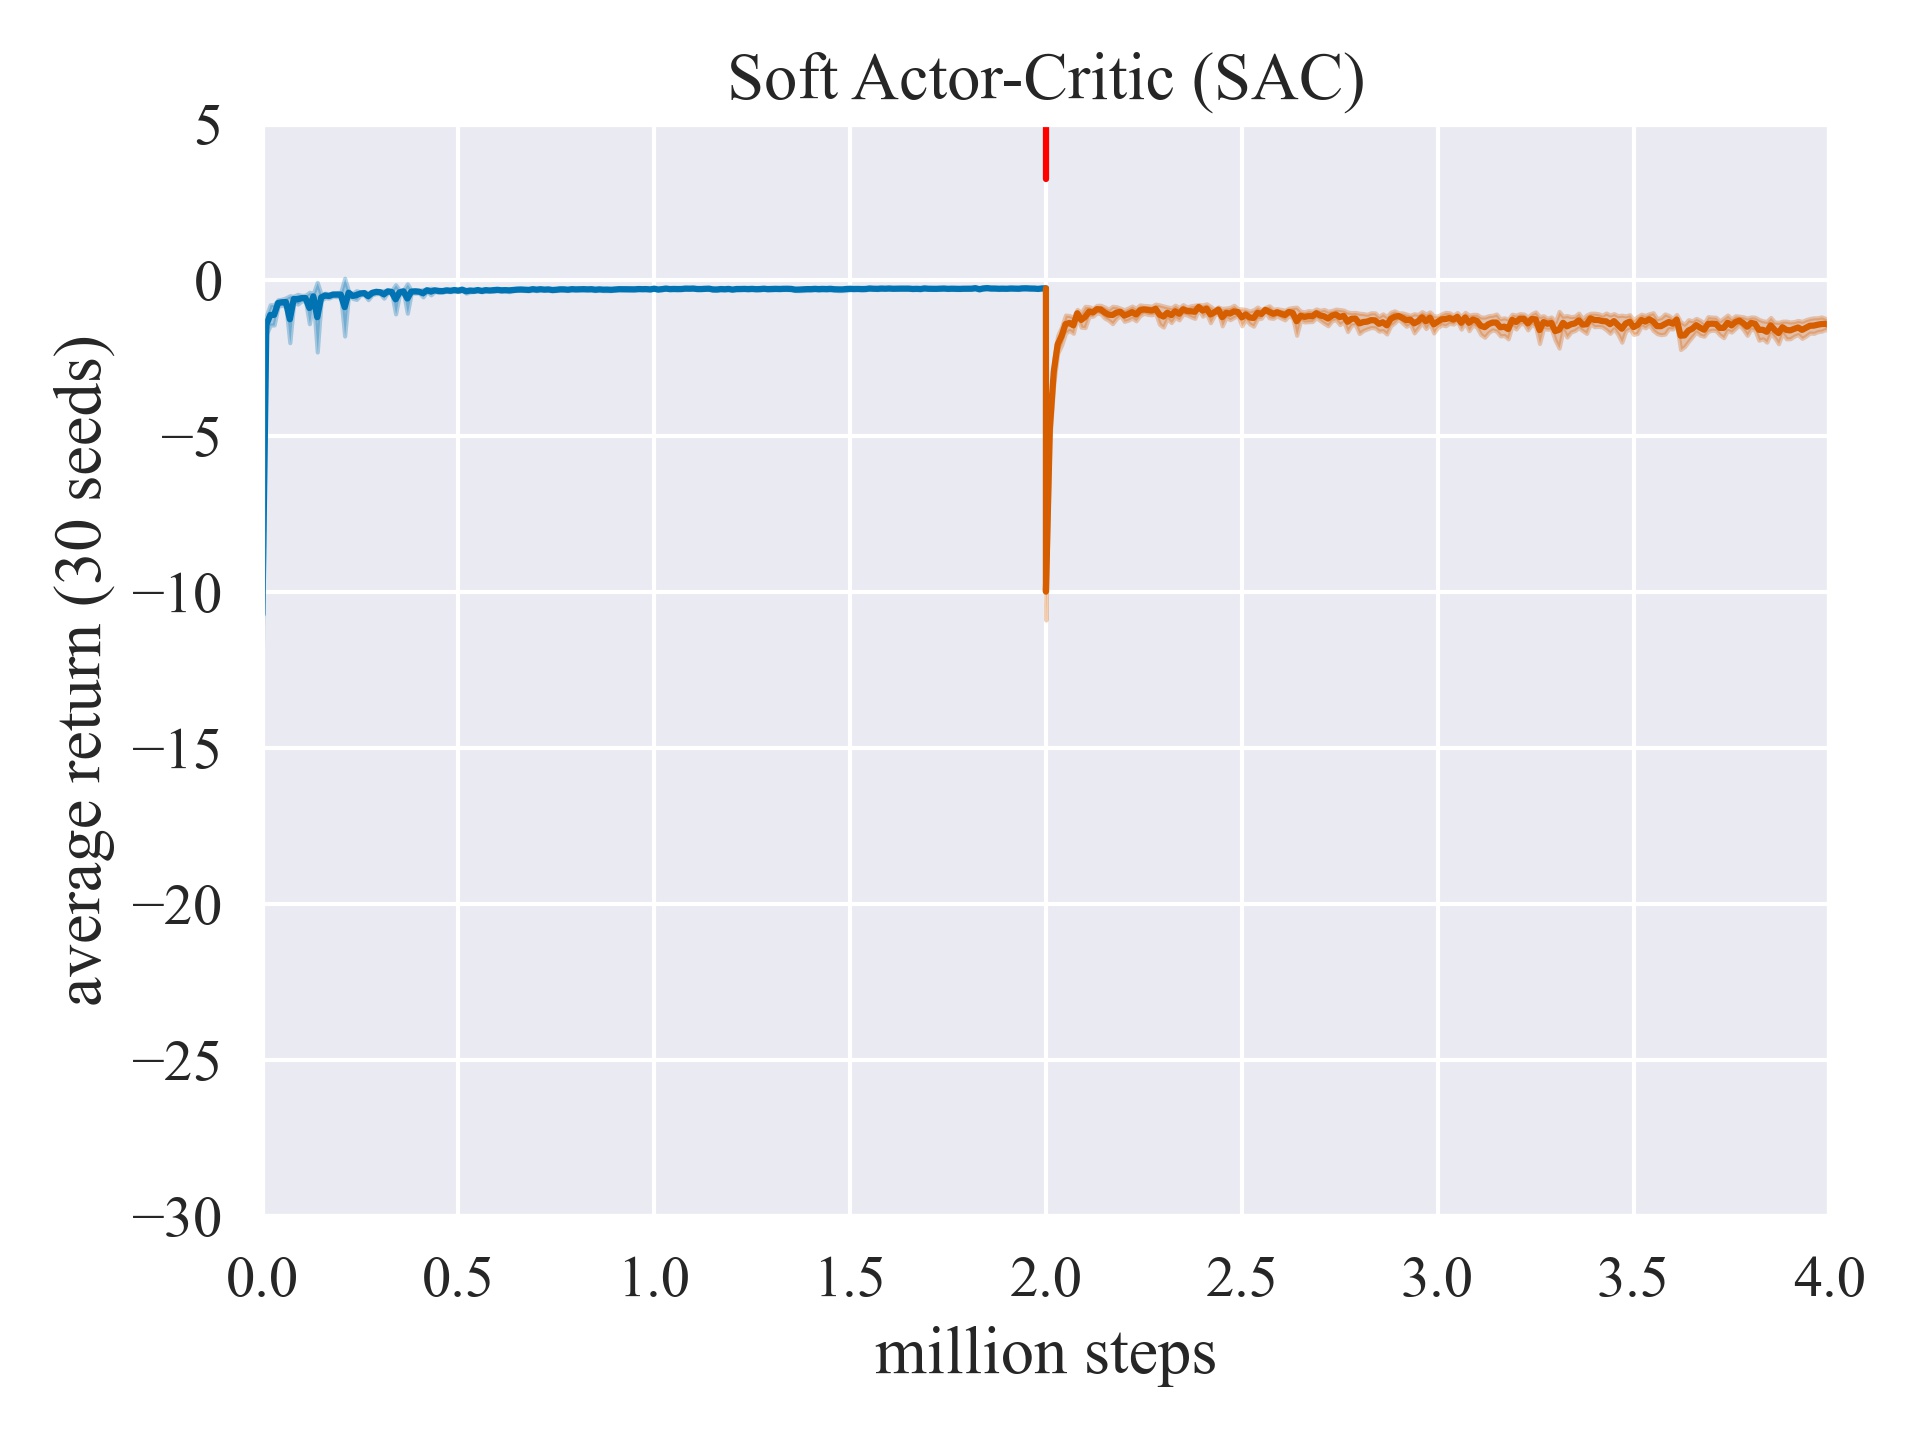 Soft Actor-Critic (SAC)
5
0
−5
−10
−15
−20
−25
−30
average return (30 seeds)
0.0 0.5 1.0 1.5 2.0 2.5 3.0 3.5 4.0
million steps